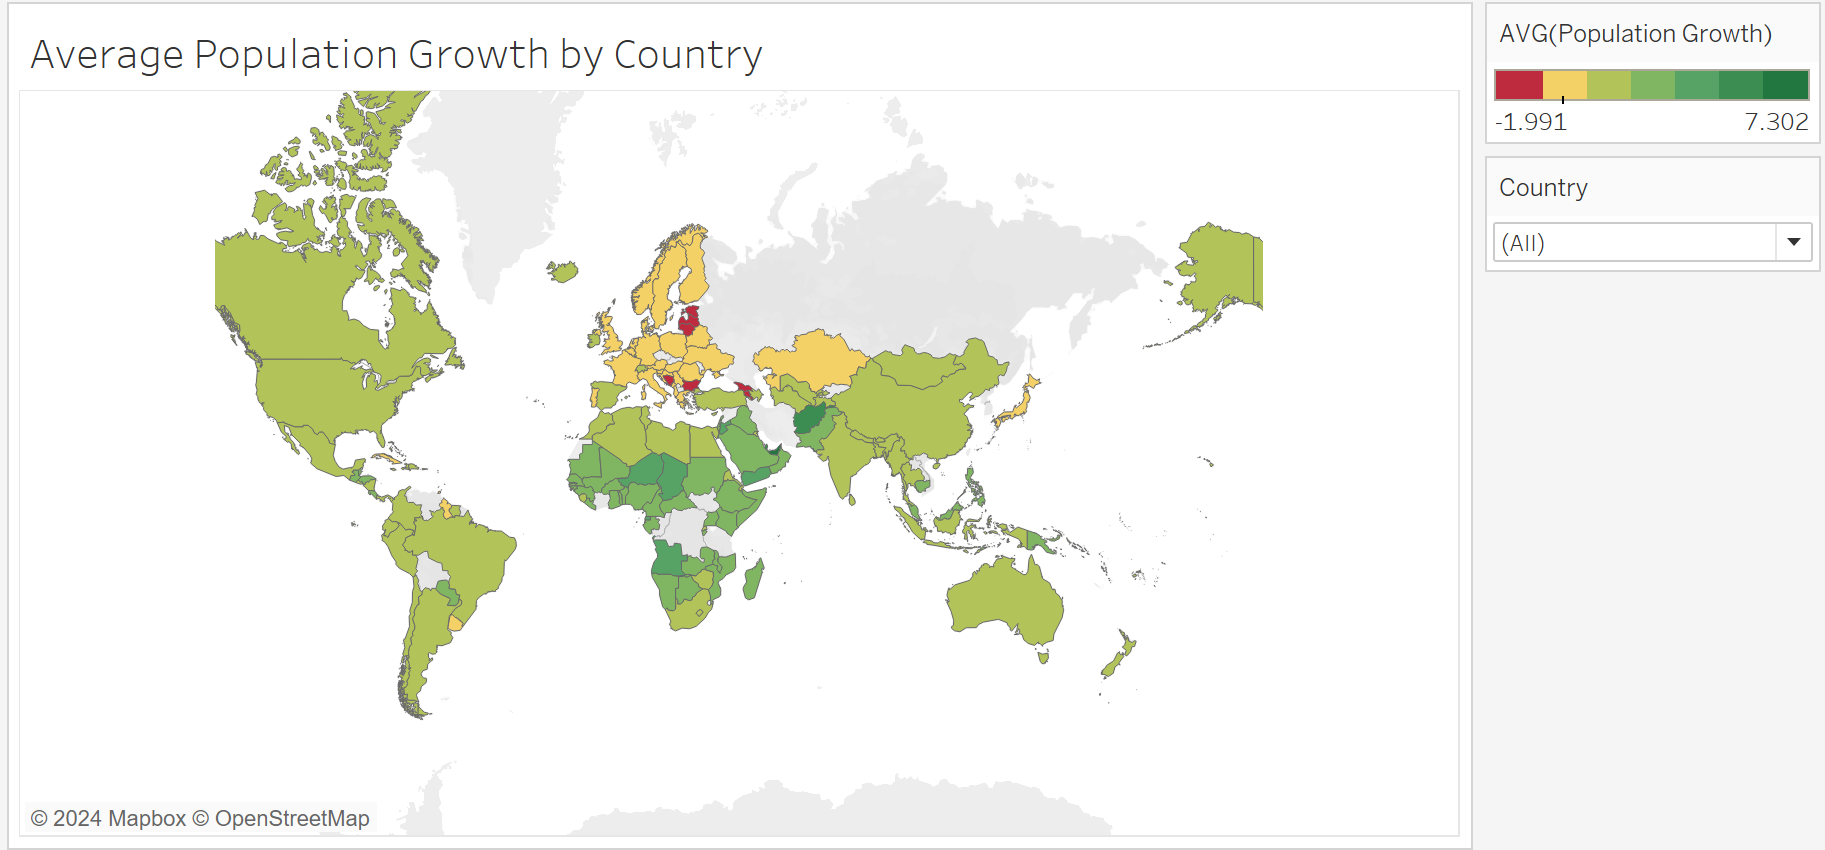 Average Population Growth by Country
AVG(Population Growth)
-1.991 7.302
Country
(All)
© 2024 Mapbox © OpenStreetMap